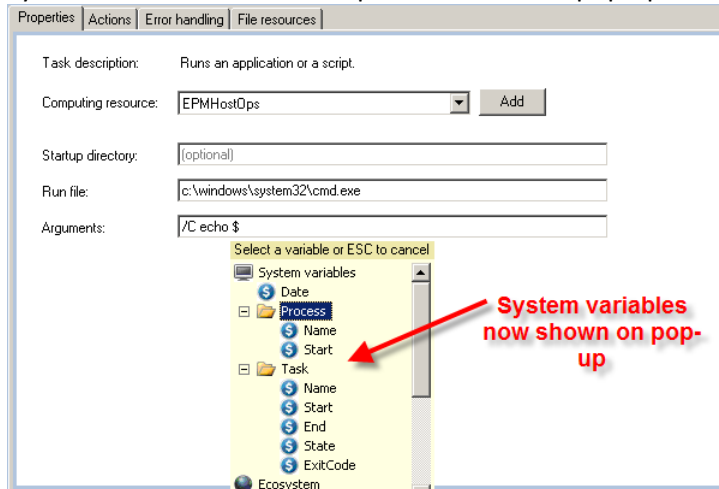 Properties Actions Error handling File resources
Task description: Runs an application or a script.
Computing resource: EPMHostOps Add
Startup directory: (optional)
Run file: c:\windows\system32\cmd.exe
Arguments: /C echo $
Select a variable or ESC to cancel
System variables
Date
Process
Name
Start
Task
Name
Start
End
State
ExitCode
Ecosystem
System variables
now shown on pop-
up